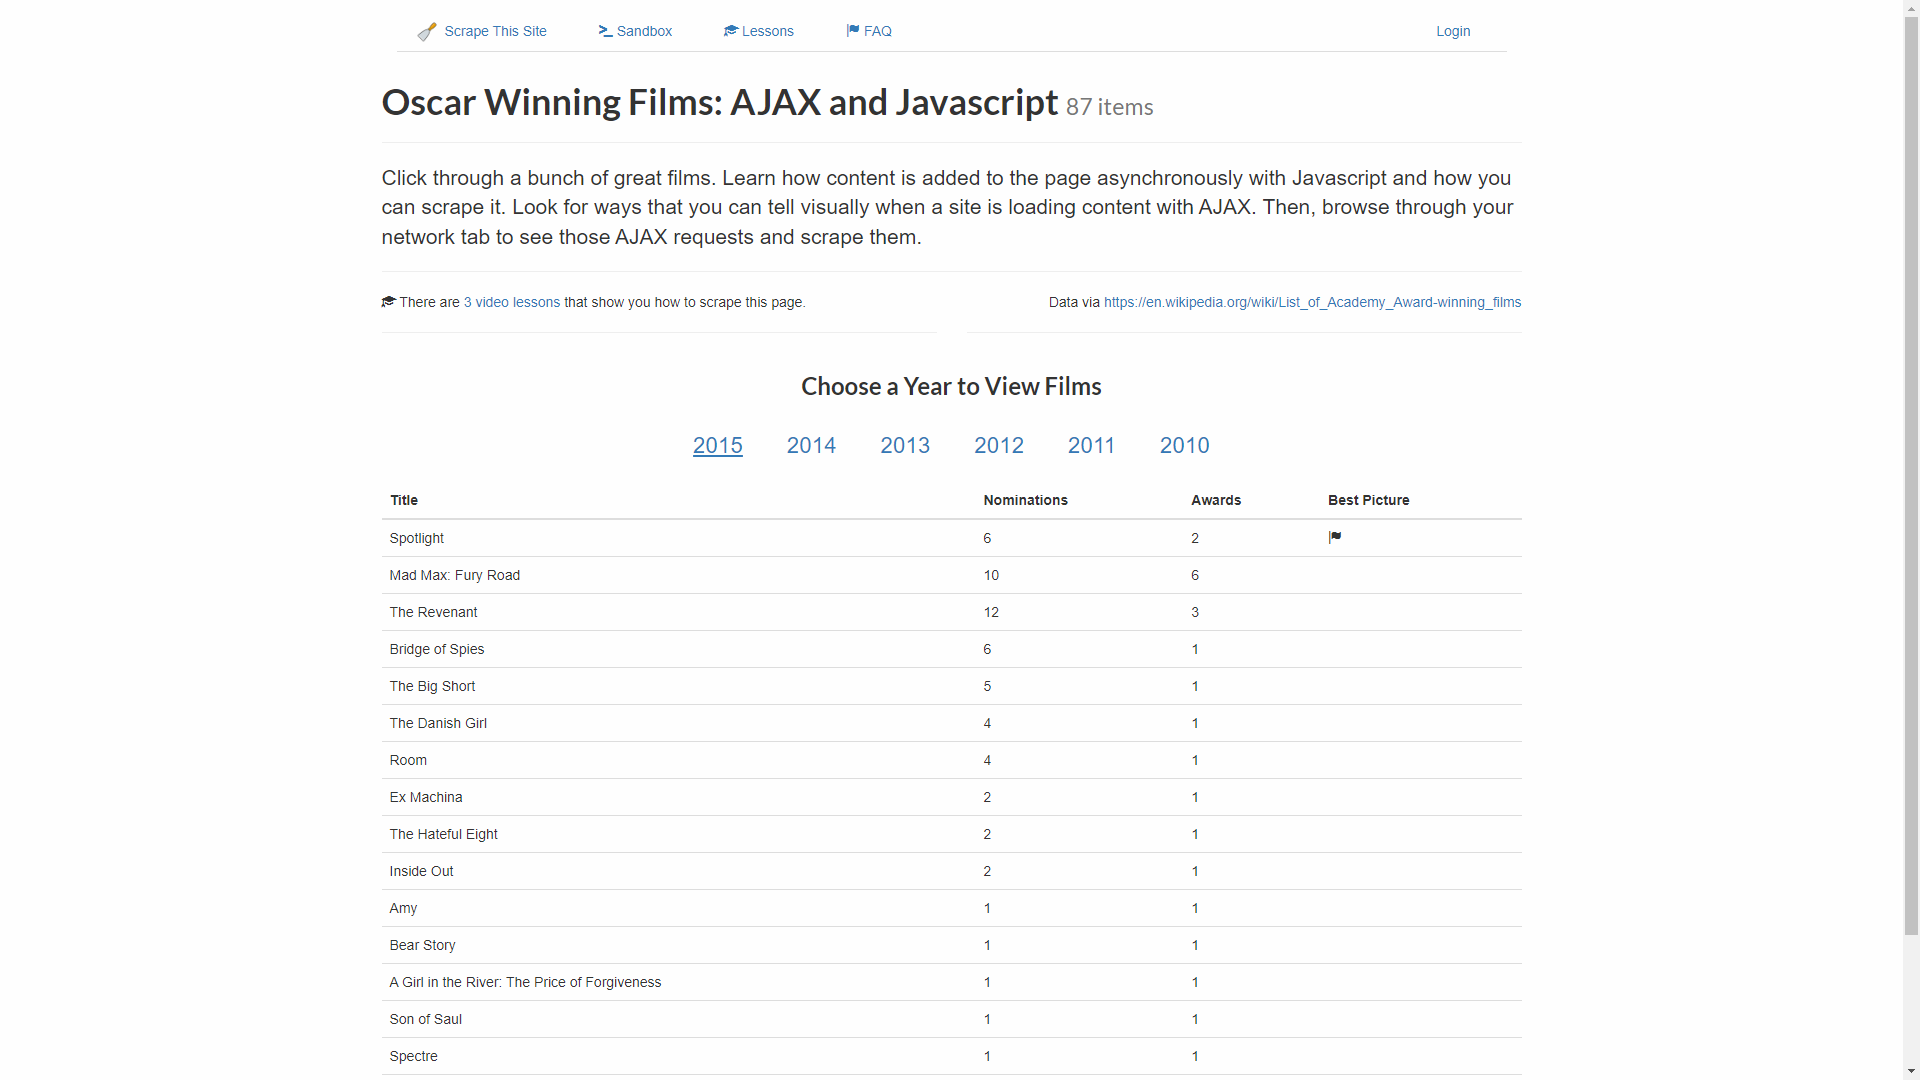 Scrape This Site Sandbox Lessons FAQ Login
Oscar Winning Films: AJAX and Javascript 87 items
Click through a bunch of great films. Learn how content is added to the page asynchronously with Javascript and how you
can scrape it. Look for ways that you can tell visually when a site is loading content with AJAX. Then, browse through your
network tab to see those AJAX requests and scrape them.
There are 3 video lessons that show you how to scrape this page. Data via https://en.wikipedia.org/wiki/List_of_Academy_Award-winning_films
Choose a Year to View Films
2015 2014 2013 2012 2011 2010
Title Nominations Awards Best Picture
Spotlight 6 2
Mad Max: Fury Road 10 6
The Revenant 12 3
Bridge of Spies 6 1
The Big Short 5 1
The Danish Girl 4 1
Room 4 1
Ex Machina 2 1
The Hateful Eight 2 1
Inside Out 2 1
Amy 1 1
Bear Story 1 1
A Girl in the River: The Price of Forgiveness 1 1
Son of Saul 1 1
Spectre 1 1